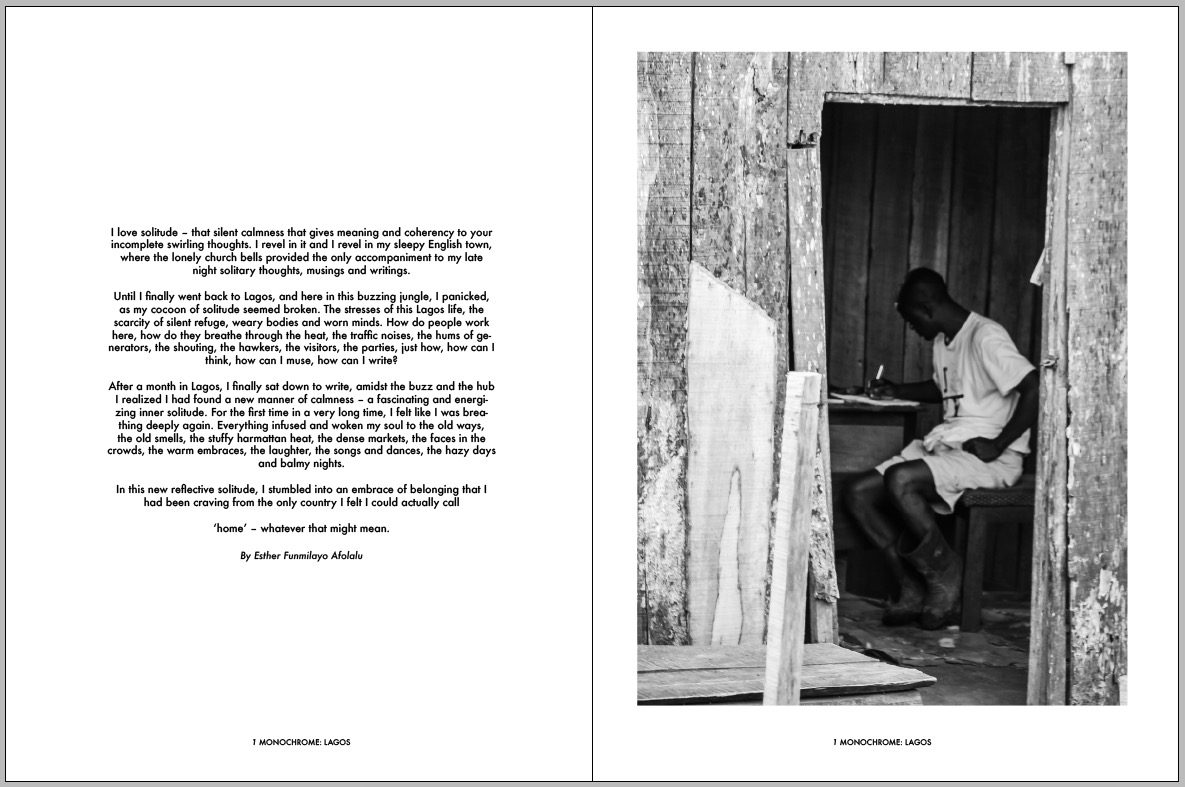 I love solitude – that silent calmness that gives meaning and coherency to your
incomplete swirling thoughts. I revel in it and I revel in my sleepy English town,
where the lonely church bells provided the only accompaniment to my late
night solitary thoughts, musings and writings.
Until I finally went back to Lagos, and here in this buzzing jungle, I panicked,
as my cocoon of solitude seemed broken. The stresses of this Lagos life, the
scarcity of silent refuge, weary bodies and worn minds. How do people work
here, how do they breathe through the heat, the traffic noises, the hums of ge-
nerators, the shouting, the hawkers, the visitors, the parties, just how, how can I
think, how can I muse, how can I write?
After a month in Lagos, I finally sat down to write, amidst the buzz and the hub
I realized I had found a new manner of calmness – a fascinating and energi-
zing inner solitude. For the first time in a very long time, I felt like I was brea-
thing deeply again. Everything infused and woken my soul to the old ways,
the old smells, the stuffy harmattan heat, the dense markets, the faces in the
crowds, the warm embraces, the laughter, the songs and dances, the hazy days
and balmy nights.
In this new reflective solitude, I stumbled into an embrace of belonging that I
had been craving from the only country I felt I could actually call
‘home’ – whatever that might mean.
By Esther Funmilayo Afolalu
1 MONOCHROME: LAGOS
1 MONOCHROME: LAGOS